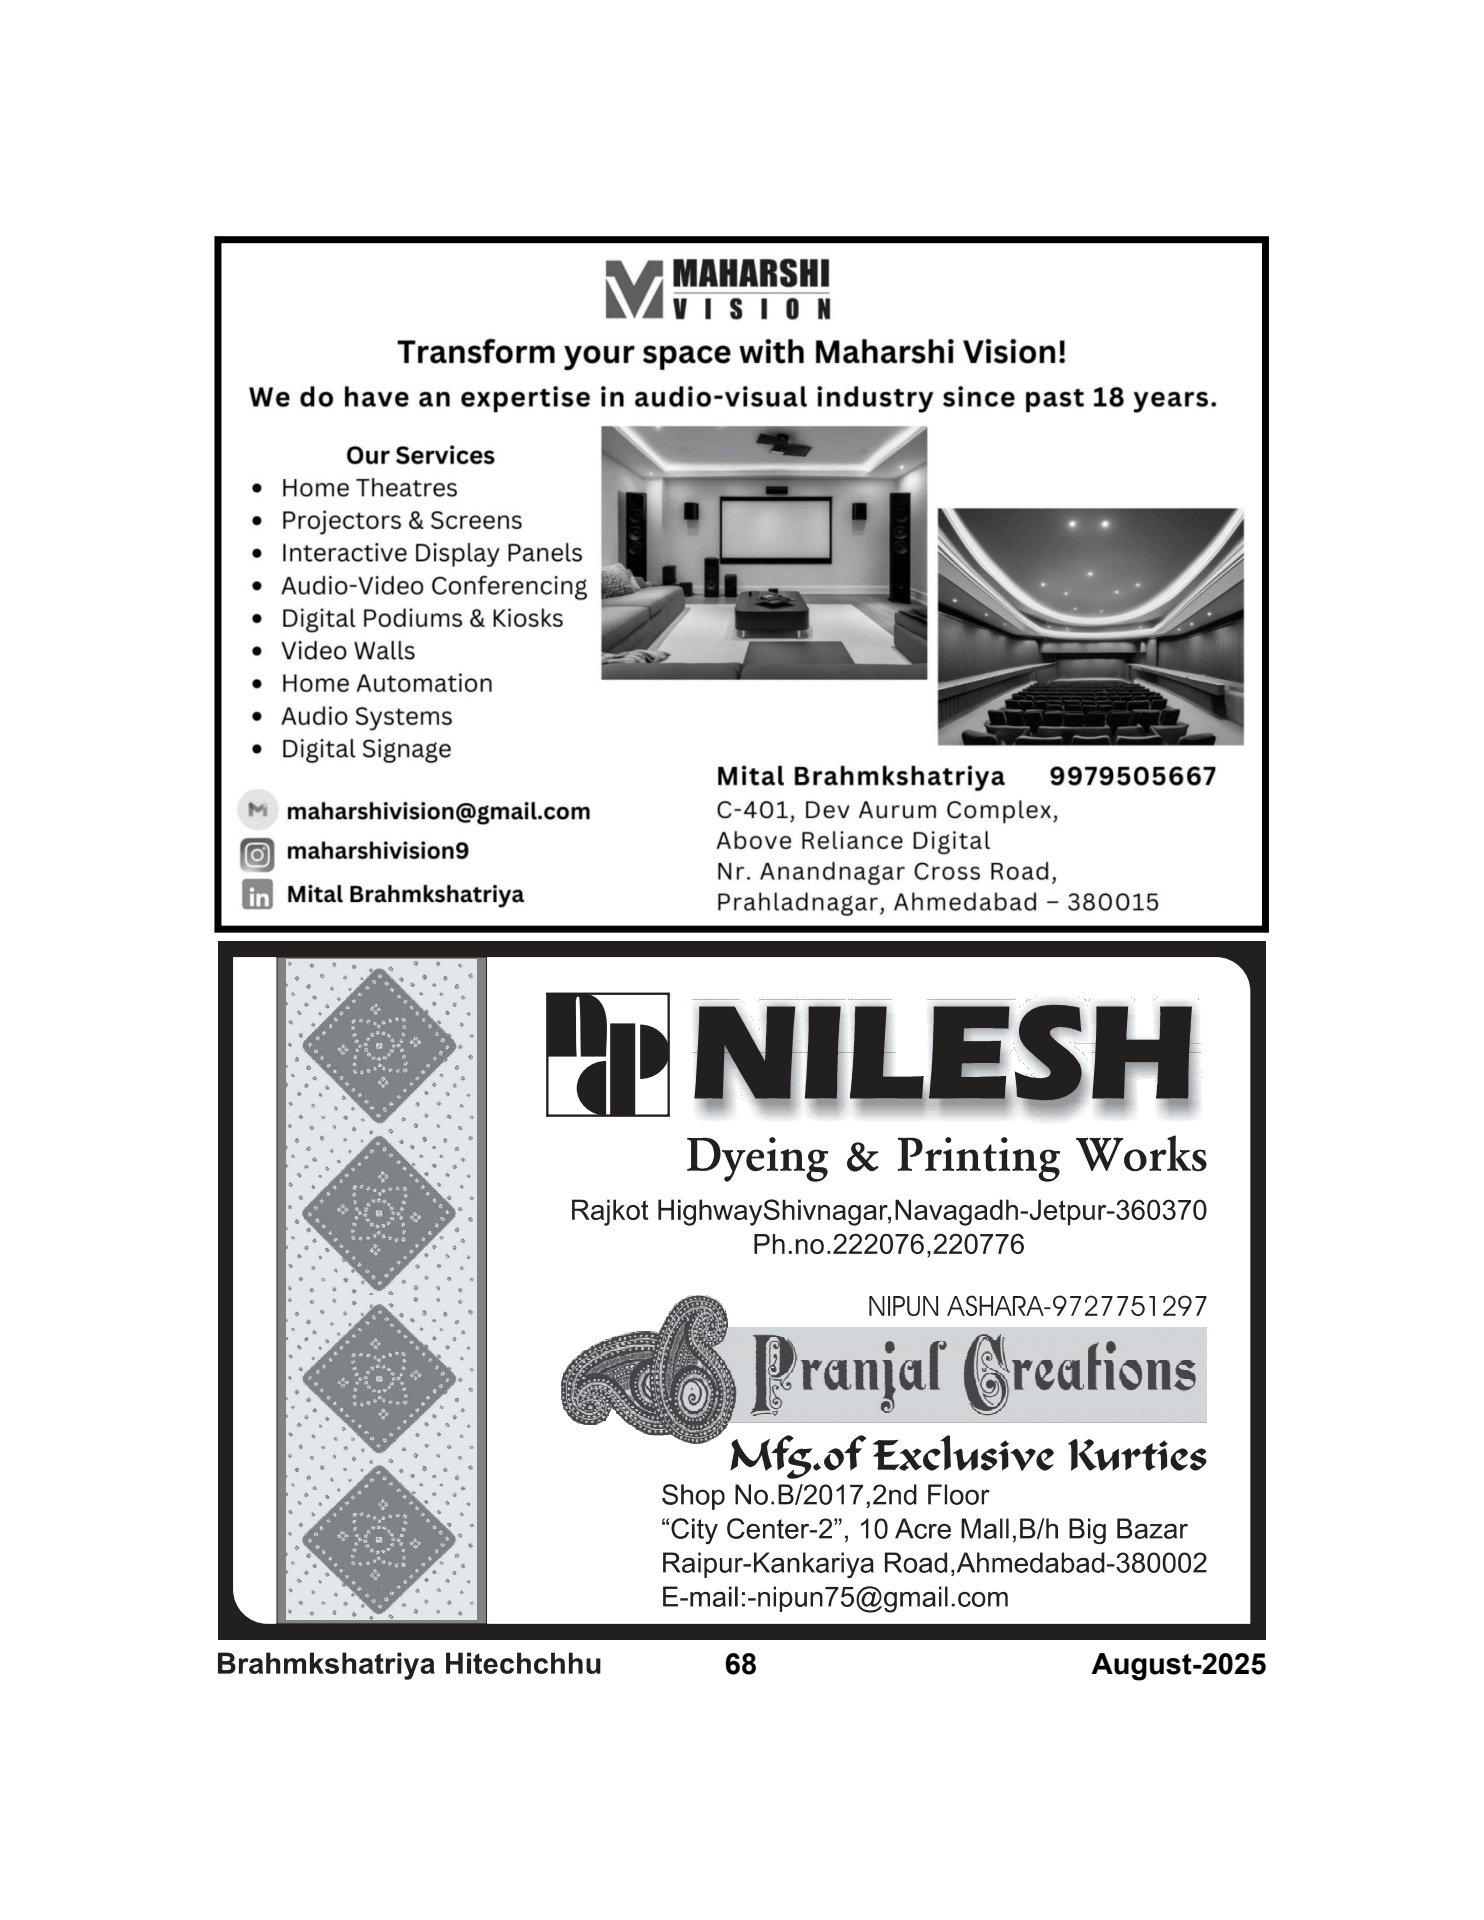 MAHARSHI
VISION
Transform your space with Maharshi Vision!
We do have an expertise in audio-visual industry since past 18 years.
Our Services
• Home Theatres
• Projectors & Screens
• Interactive Display Panels
• Audio-Video Conferencing
• Digital Podiums & Kiosks
• Video Walls
• Home Automation
• Audio Systems
• Digital Signage
maharshivision@gmail.com
maharshivision9
in Mital Brahmkshatriya
Mital Brahmkshatriya 9979505667
C-401, Dev Aurum Complex,
Above Reliance Digital
Nr. Anandnagar Cross Road,
Prahladnagar, Ahmedabad – 380015
ndp NILESH
Dyeing & Printing Works
Rajkot HighwayShivnagar,Navagadh-Jetpur-360370
Ph.no.222076,220776
NIPUN ASHARA-9727751297
Pranjal Creations
Mfg.of Exclusive Kurties
Shop No.B/2017,2nd Floor
“City Center-2”, 10 Acre Mall,B/h Big Bazar
Raipur-Kankariya Road,Ahmedabad-380002
E-mail:-nipun75@gmail.com
Brahmkshatriya Hitechchhu 68 August-2025